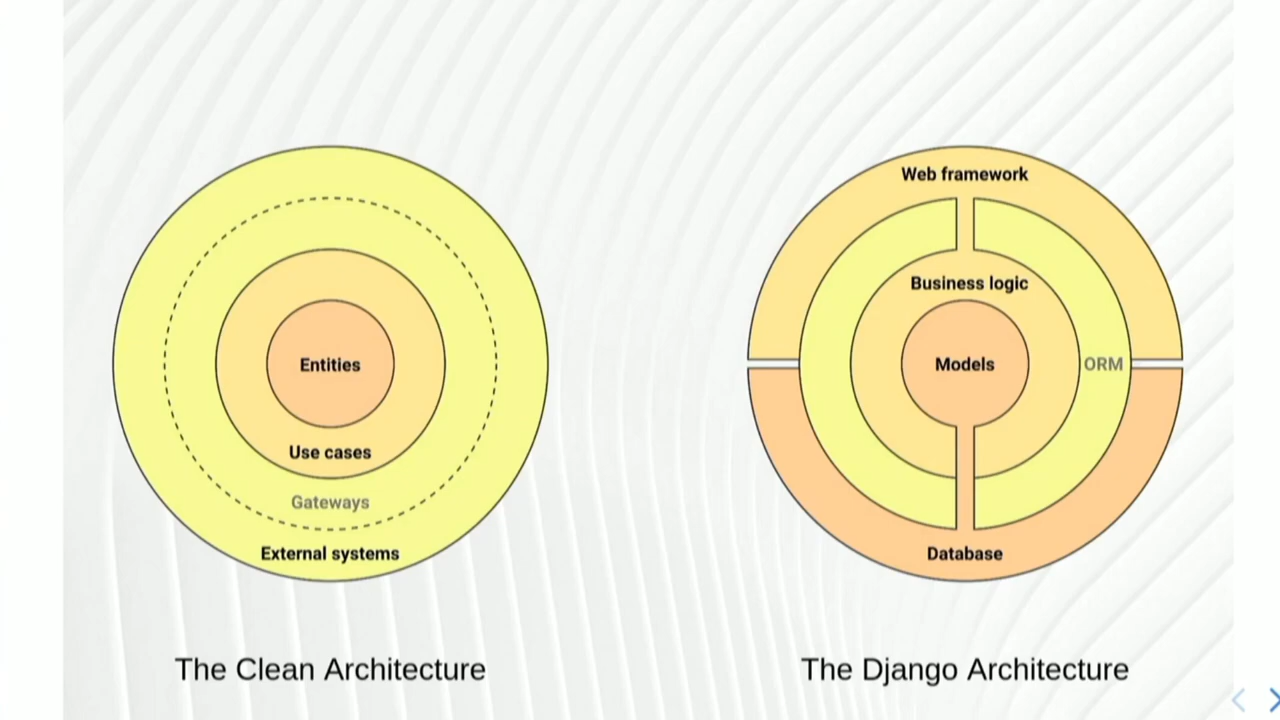 Entities
Use cases
Gateways
External systems
The Clean Architecture
Web framework
Business logic
Models
ORM
Database
The Django Architecture